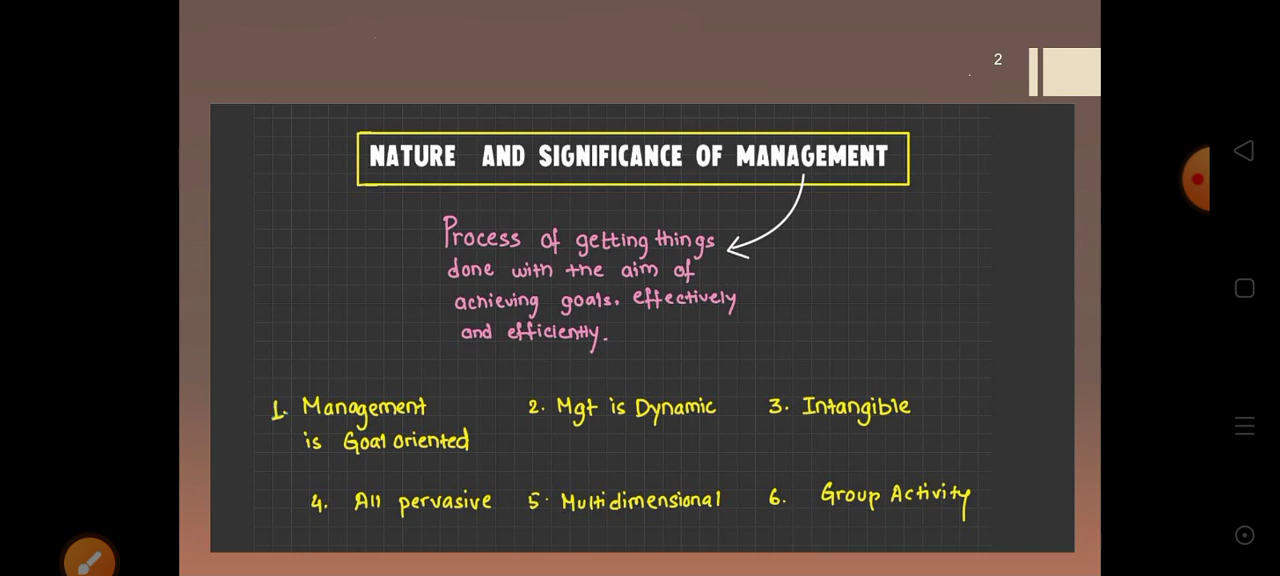 2
NATURE AND SIGNIFICANCE OF MANAGEMENT
Process of getting things
done with the aim of
achieving goals. effectively
and efficiently.
1. Management
is Goal oriented
2. Mgt is Dynamic
3. Intangible
4. All pervasive
5. Multidimensional
6. Group Activity